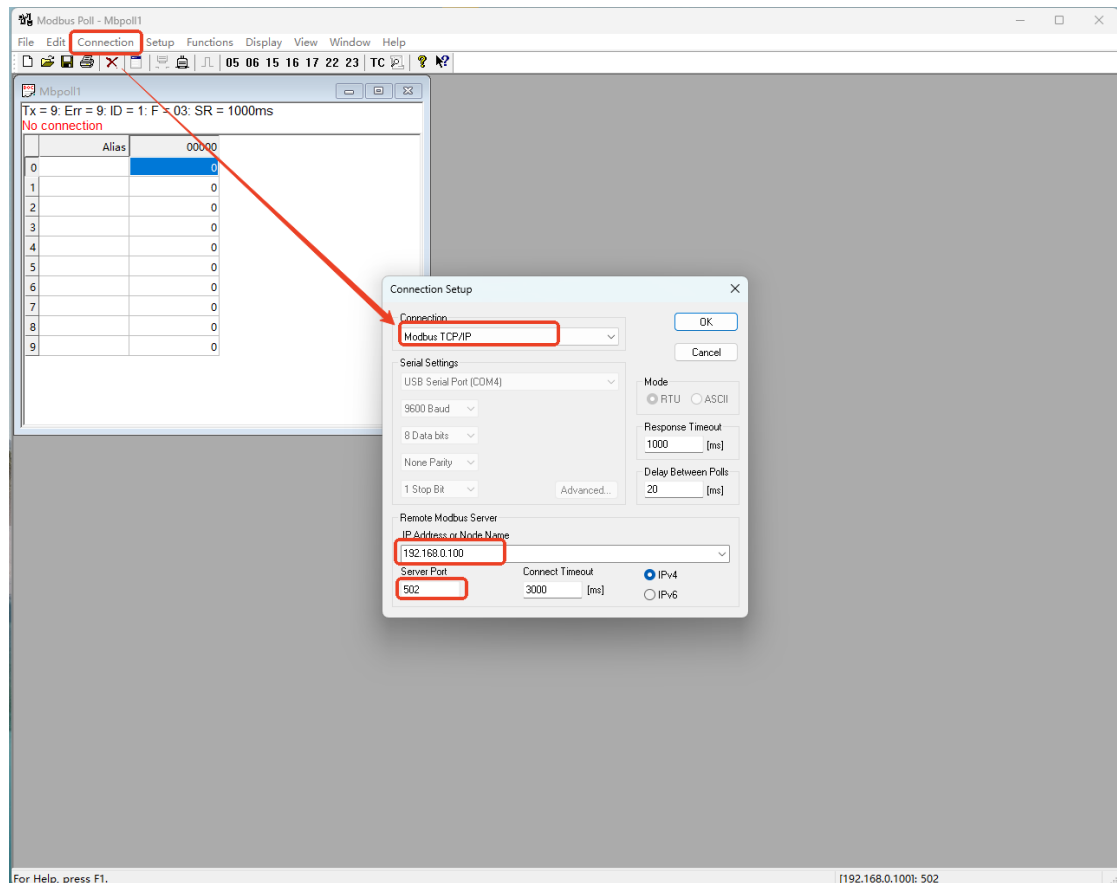 Modbus Poll - Mbpoll1
File Edit Connection Setup Functions Display View Window Help
05 06 15 16 17 22 23 TC
Mbpoll1
Tx = 9: Err = 9: ID = 1: F = 03: SR = 1000ms
No connection
Alias 00000
0 0
1 0
2 0
3 0
4 0
5 0
6 0
7 0
8 0
9 0
Connection Setup
Connection
Modbus TCP/IP
OK
Cancel
Serial Settings
USB Serial Port (COM4)
9600 Baud
8 Data bits
None Parity
1 Stop Bit
Advanced...
Mode
RTU ASCII
Response Timeout
1000 [ms]
Delay Between Polls
20 [ms]
Remote Modbus Server
IP Address or Node Name
192.168.0.100
Server Port Connect Timeout
502 3000 [ms]
IPv4
IPv6
For Help, press F1. [192.168.0.100]: 502